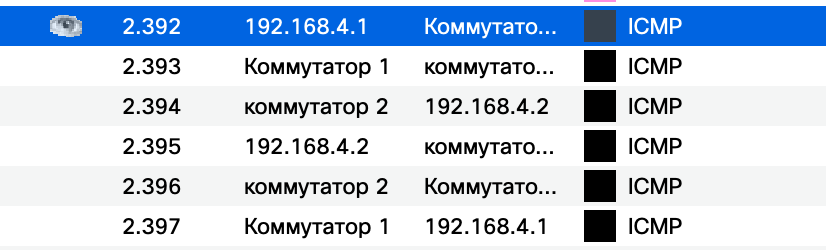 2.392 192.168.4.1 Коммутато... ICMP
2.393 Коммутатор 1 коммутато... ICMP
2.394 коммутатор 2 192.168.4.2 ICMP
2.395 192.168.4.2 коммутато... ICMP
2.396 коммутатор 2 Коммутато... ICMP
2.397 Коммутатор 1 192.168.4.1 ICMP